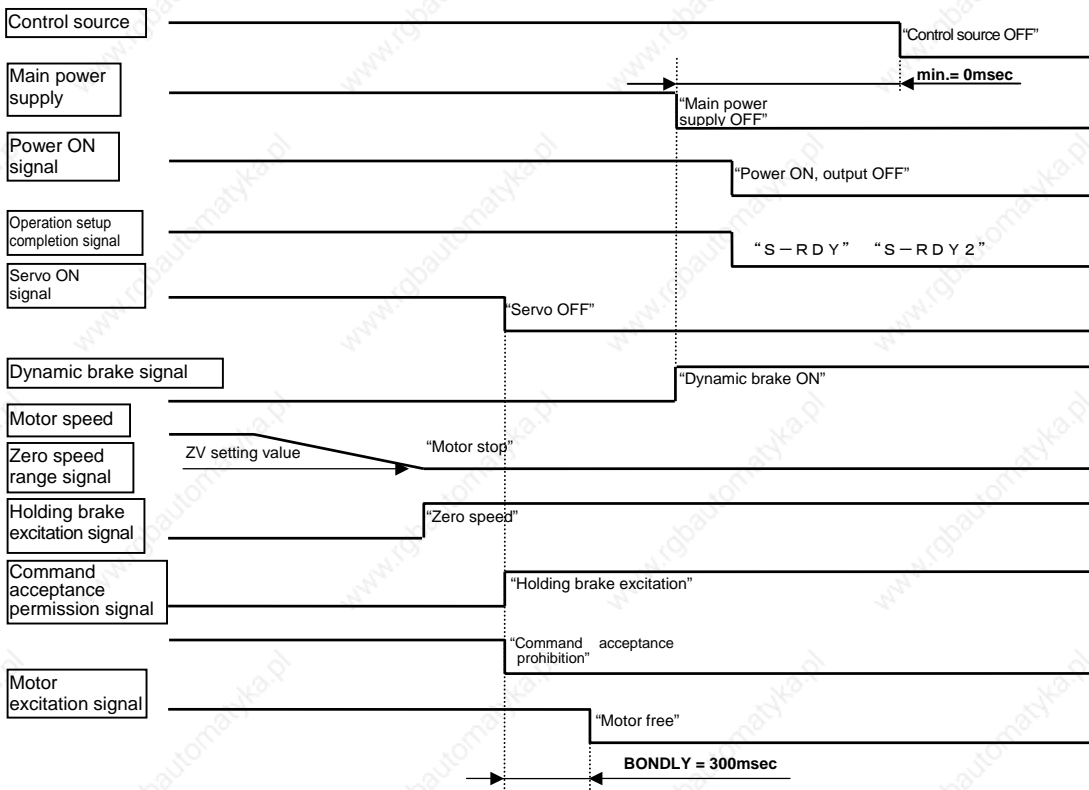 Control source
“Control source OFF”
Main power
supply
min.= 0msec
“Main power
supply OFF”
Power ON
signal
“Power ON, output OFF”
Operation setup
completion signal
“S－RDY” “S－RDY2”
Servo ON
signal
“Servo OFF”
Dynamic brake signal
“Dynamic brake ON”
Motor speed
“Motor stop”
ZV setting value
Zero speed
range signal
Holding brake
excitation signal
“Zero speed”
Command
acceptance
permission signal
“Holding brake excitation”
“Command acceptance
prohibition”
Motor
excitation signal
“Motor free”
BONDLY = 300msec
www.rgbautomatyka.pl